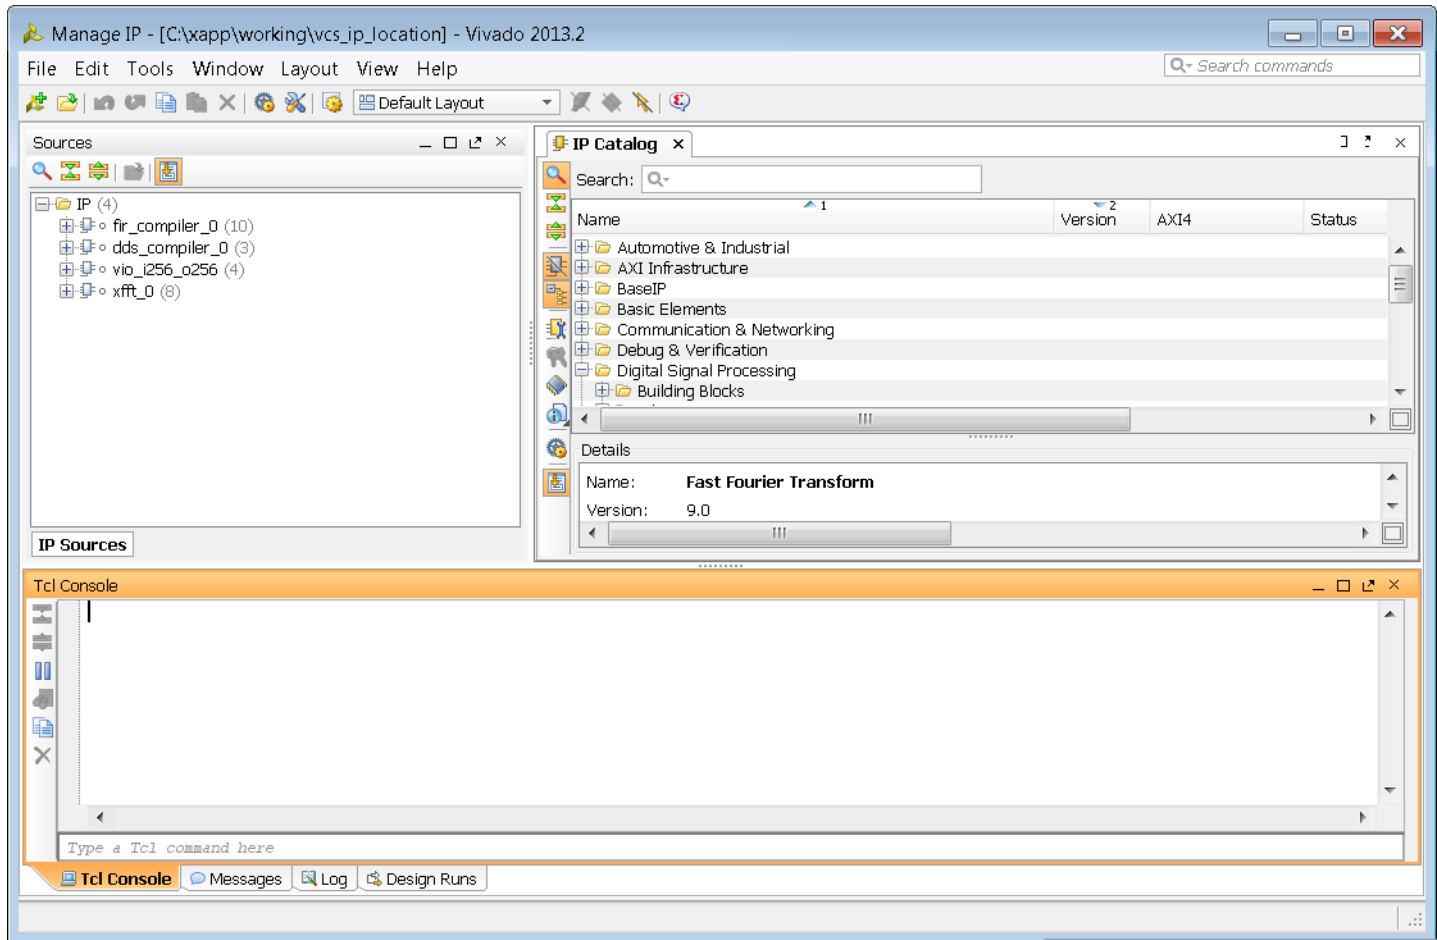 Manage IP - [C:\xapp\working\vcs_ip_location] - Vivado 2013.2
File Edit Tools Window Layout View Help
Search commands
Default Layout
Sources
IP (4)
fir_compiler_0 (10)
dds_compiler_0 (3)
vio_i256_o256 (4)
xfft_0 (8)
IP Sources
IP Catalog
Search:
Name 1 Version 2 AXI4 Status
Automotive & Industrial
AXI Infrastructure
BaseIP
Basic Elements
Communication & Networking
Debug & Verification
Digital Signal Processing
Building Blocks
Details
Name: Fast Fourier Transform
Version: 9.0
Tcl Console
Type a Tcl command here
Tcl Console Messages Log Design Runs